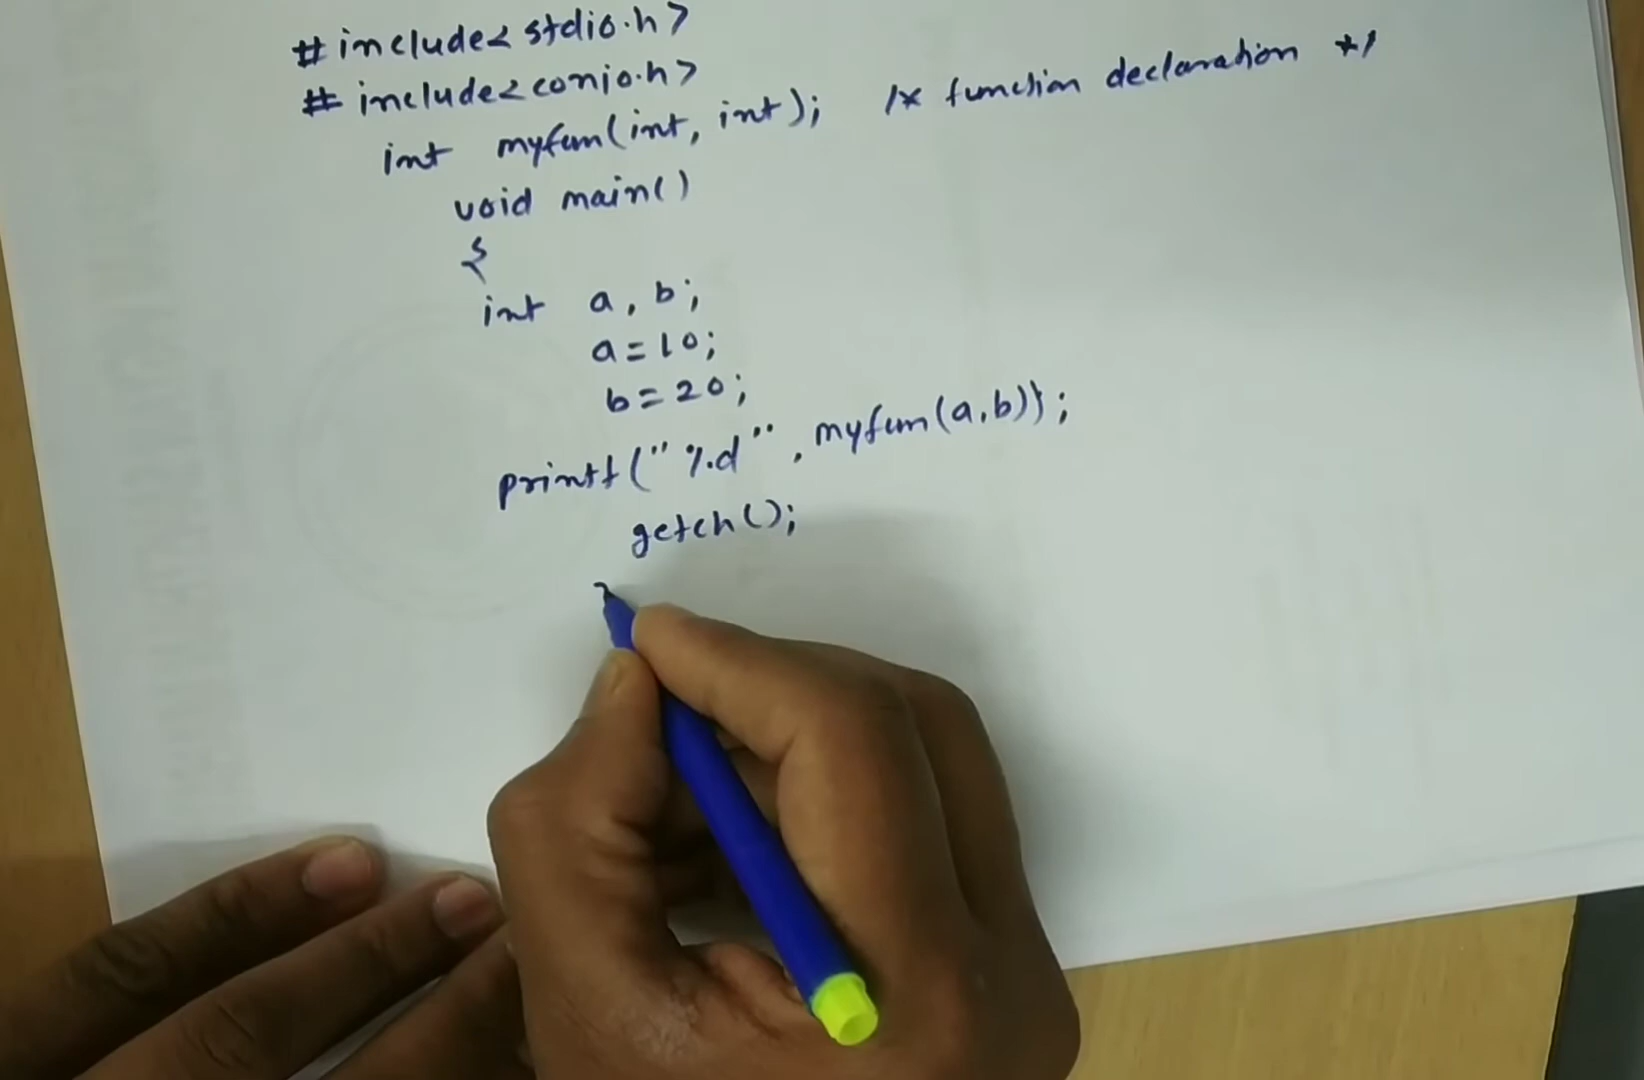 #include<stdio.h>
#include<conio.h>
int myfun(int, int); /* function declaration */
void main()
{
int a, b;
a=10;
b=20;
printf("%d", myfun(a,b));
getch();